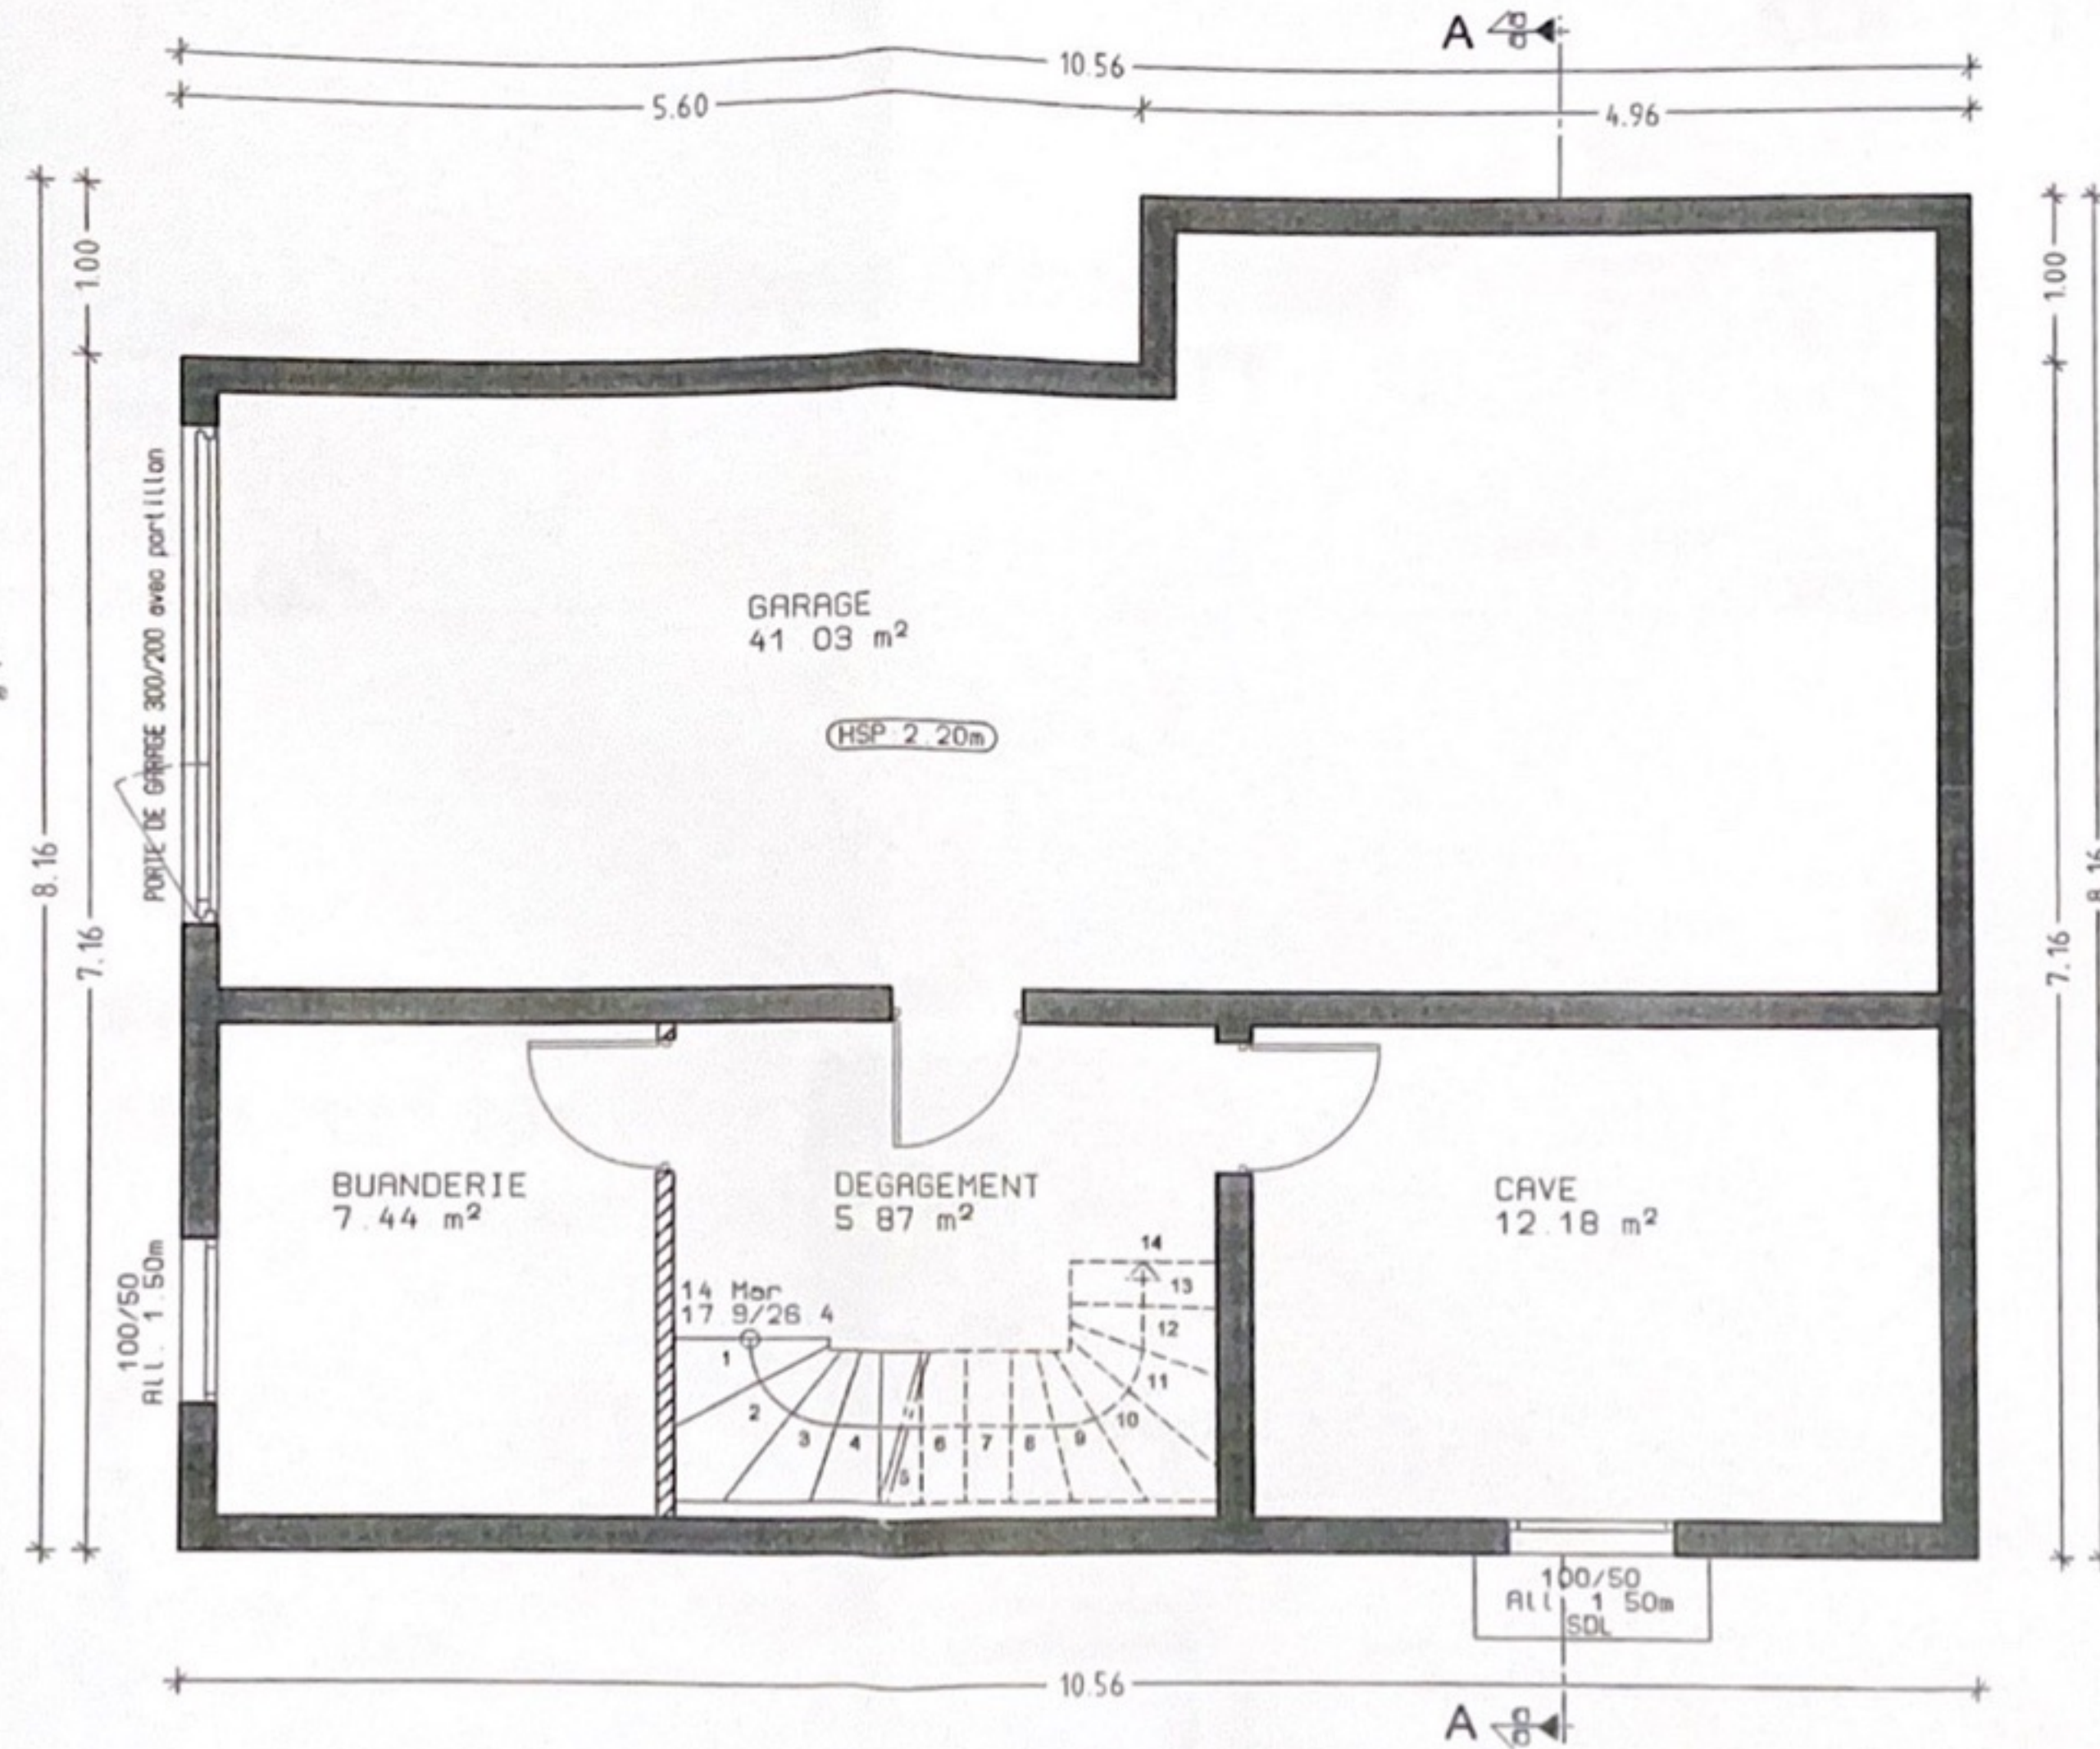 A
10.56
5.60
4.96
1.00
1.00
8.16
7.16
7.16
8.16
PORTE DE GARAGE 300/200 avec portillon
GARAGE
41 03 m²
HSP 2.20m
BUANDERIE
7.44 m²
DEGAGEMENT
5 87 m²
CAVE
12.18 m²
100/50
All. 1.50m
14 Mar
17 9/26 4
1
2
3
4
5
6
7
8
9
10
11
12
13
14
100/50
All 1 50m
SDL
10.56
A